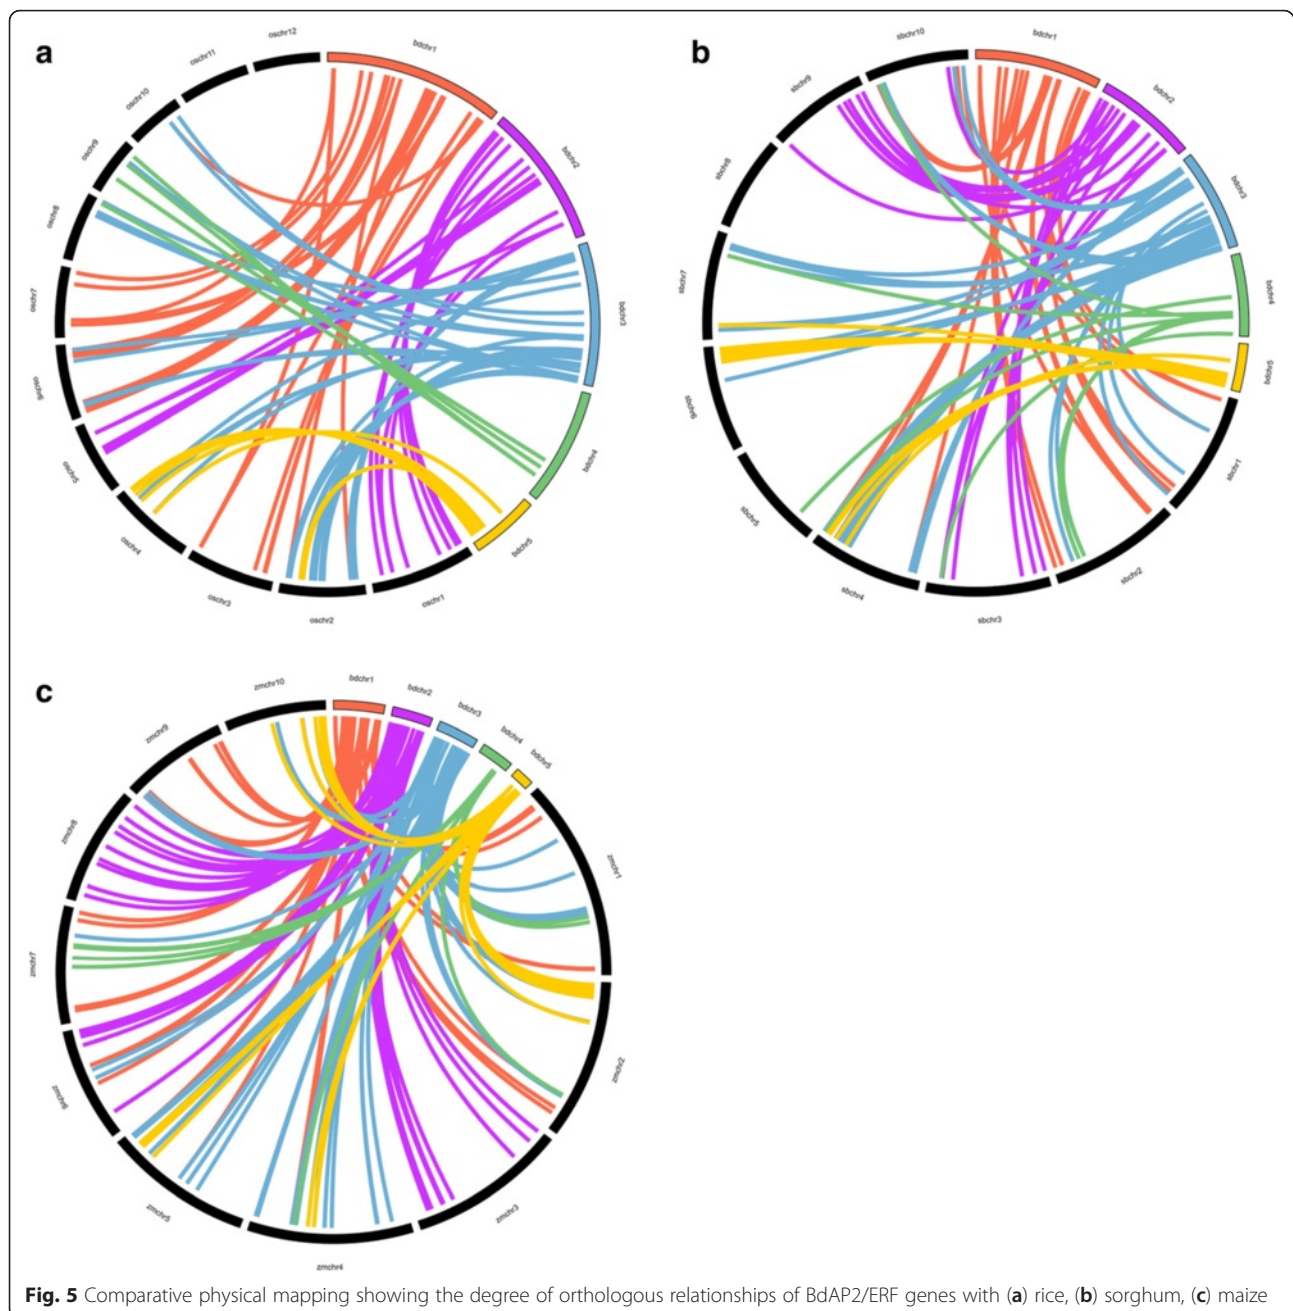 a
oschr12
oschr11
oschr10
oschr9
oschr8
oschr7
oschr6
oschr5
oschr4
oschr3
oschr2
oschr1
bdchr1
bdchr2
bdchr3
bdchr4
bdchr5
b
sbchr10
sbchr9
sbchr8
sbchr7
sbchr6
sbchr5
sbchr4
sbchr3
sbchr2
sbchr1
bdchr1
bdchr2
bdchr3
bdchr4
bdchr5
c
zmchr10
zmchr9
zmchr8
zmchr7
zmchr6
zmchr5
zmchr4
zmchr3
zmchr2
zmchr1
bdchr1
bdchr2
bdchr3
bdchr4
bdchr5
Fig. 5 Comparative physical mapping showing the degree of orthologous relationships of BdAP2/ERF genes with (a) rice, (b) sorghum, (c) maize